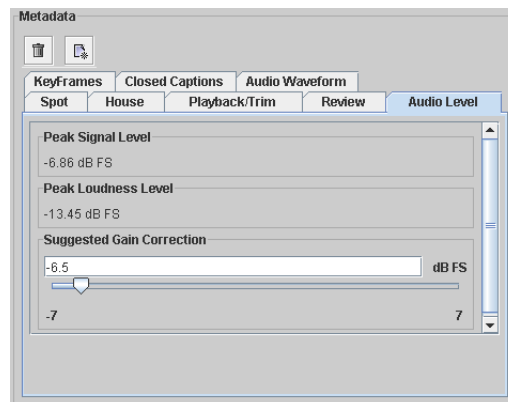 Metadata
KeyFrames Closed Captions Audio Waveform
Spot House Playback/Trim Review Audio Level
Peak Signal Level
-6.86 dB FS
Peak Loudness Level
-13.45 dB FS
Suggested Gain Correction
-6.5 dB FS
-7 7